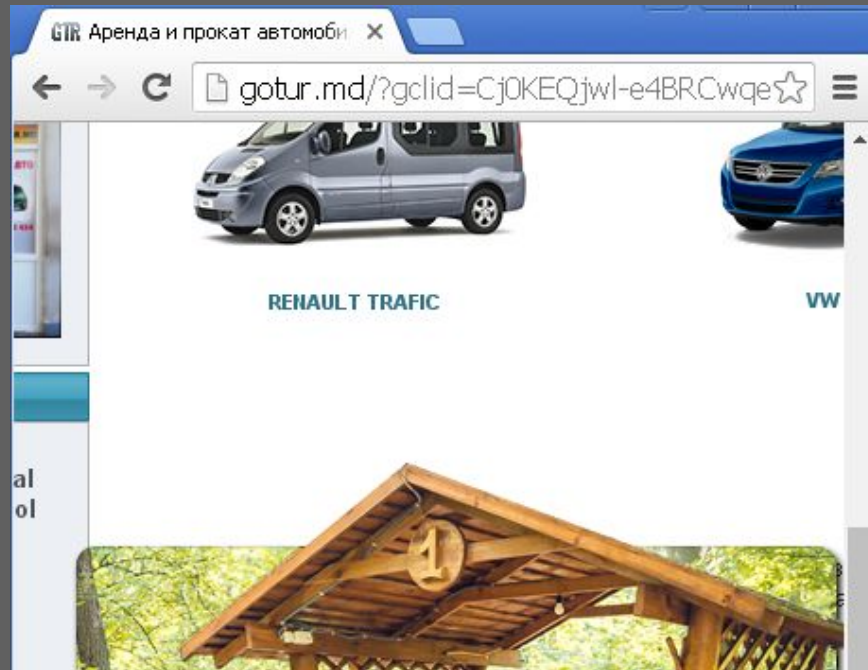 GTR Аренда и прокат автомоби
gotur.md/?gclid=Cj0KEQjwl-e4BRCwqe
RENAULT TRAFIC
VW
al
ol
1